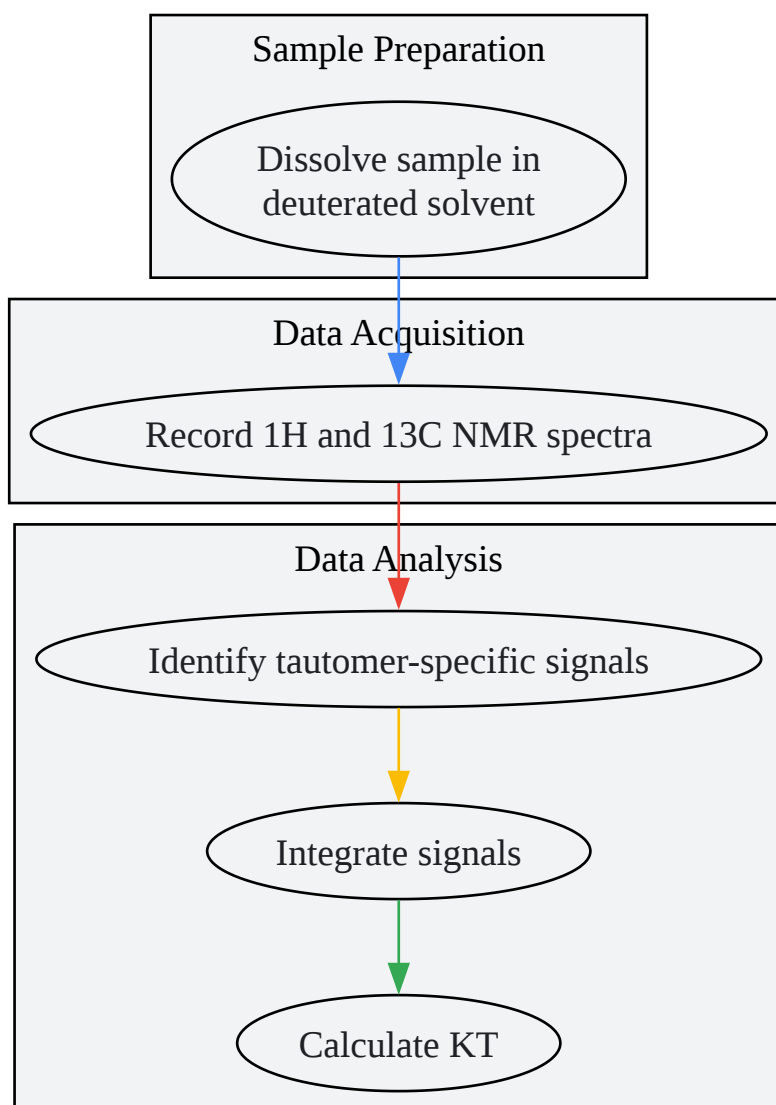 Sample Preparation
Dissolve sample in
deuterated solvent
Data Acquisition
Record 1H and 13C NMR spectra
Data Analysis
Identify tautomer-specific signals
Integrate signals
Calculate KT